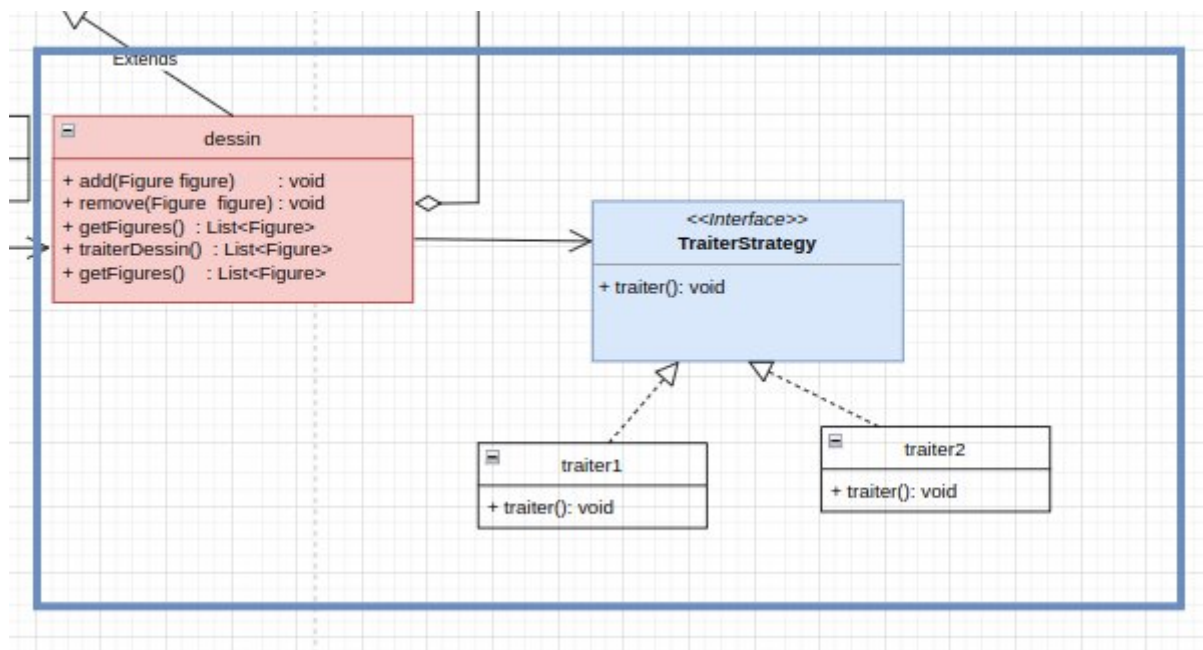 Extends
dessin
+ add(Figure figure) : void
+ remove(Figure figure) : void
+ getFigures() : List<Figure>
+ traiterDessin() : List<Figure>
+ getFigures() : List<Figure>
<<Interface>>
TraiterStrategy
+ traiter(): void
traiter1
+ traiter(): void
traiter2
+ traiter(): void